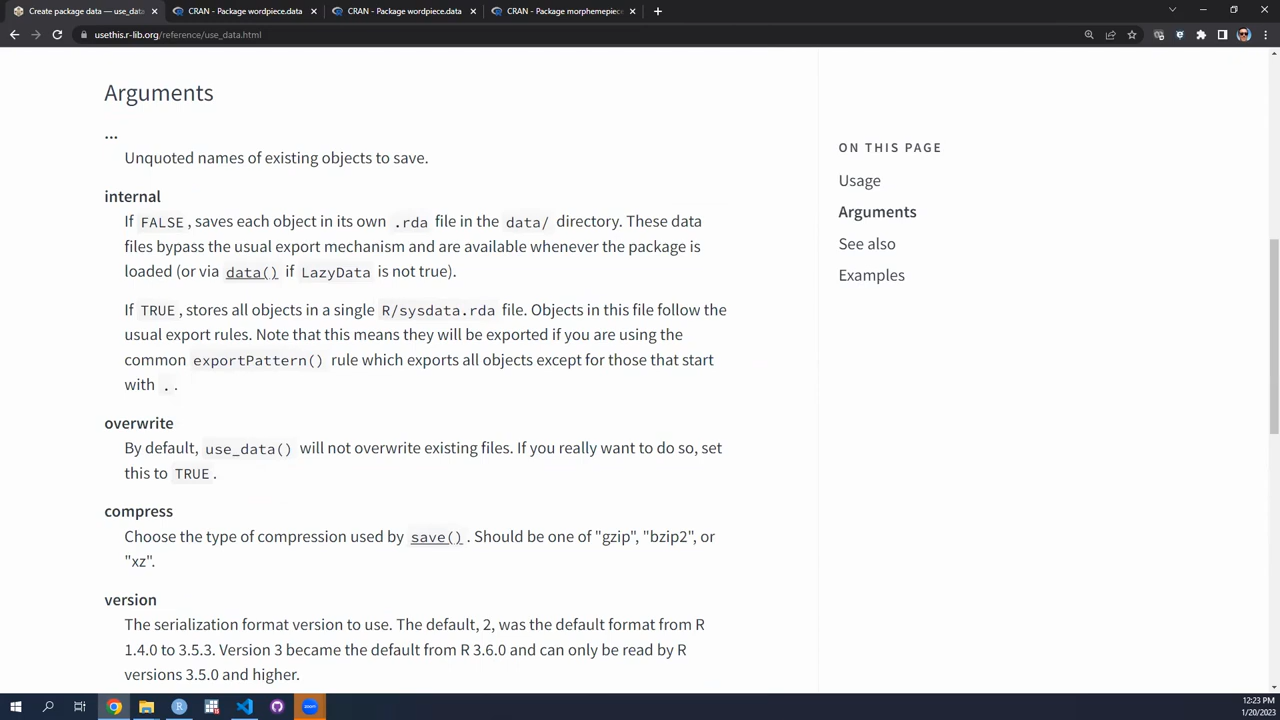 Create package data — use_data
CRAN - Package wordpiece.data
CRAN - Package wordpiece.data
CRAN - Package morphemepiece
usethis.r-lib.org/reference/use_data.html
Arguments
...
Unquoted names of existing objects to save.
internal
If FALSE, saves each object in its own .rda file in the data/ directory. These data
files bypass the usual export mechanism and are available whenever the package is
loaded (or via data() if LazyData is not true).
If TRUE, stores all objects in a single R/sysdata.rda file. Objects in this file follow the
usual export rules. Note that this means they will be exported if you are using the
common exportPattern() rule which exports all objects except for those that start
with . .
overwrite
By default, use_data() will not overwrite existing files. If you really want to do so, set
this to TRUE.
compress
Choose the type of compression used by save(). Should be one of "gzip", "bzip2", or
"xz".
version
The serialization format version to use. The default, 2, was the default format from R
1.4.0 to 3.5.3. Version 3 became the default from R 3.6.0 and can only be read by R
versions 3.5.0 and higher.
ON THIS PAGE
Usage
Arguments
See also
Examples
zoom
12:23 PM
1/20/2023